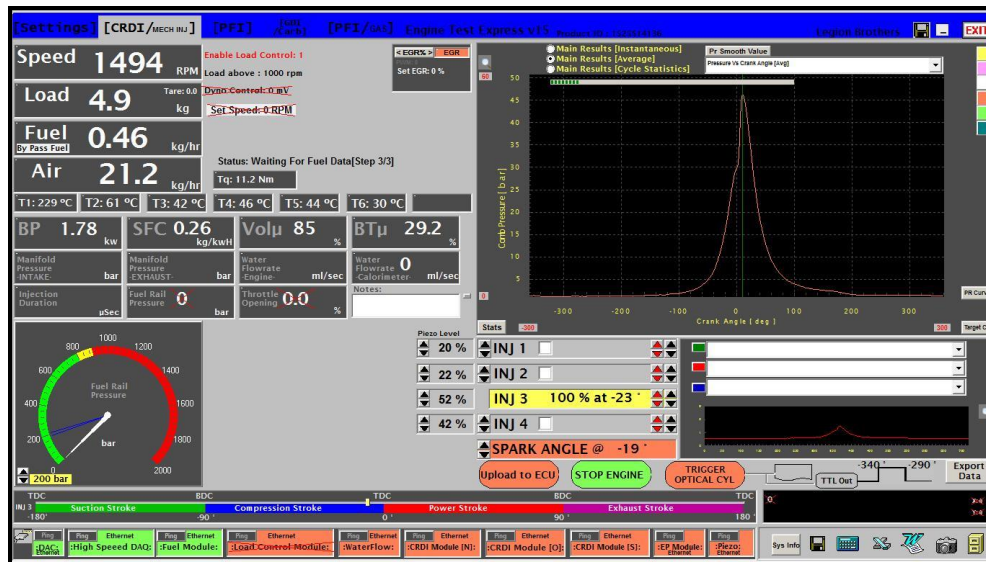 [Settings] [CRDI/MECH INJ] [PFI] [PFI/GAS] Engine Test Express V15 Legion Brothers EXIT
Speed 1494 RPM
Enable Load Control: 1
Load above : 1000 rpm
Load 4.9 kg
Tare: 0.0
Dyno Control: 0 mV
Set Speed: 0 RPM
Fuel 0.46 kg/hr
By Pass Fuel
Air 21.2 kg/hr
Status: Waiting For Fuel Data[Step 3/3]
Tq: 11.2 Nm
< EGR% > EGR
Set EGR: 0 %
T1: 229 ºC T2: 61 ºC T3: 42 ºC T4: 46 ºC T5: 44 ºC T6: 30 ºC
BP 1.78 kw
SFC 0.26 kg/kwH
Volµ 85 %
BTµ 29.2 %
Manifold Pressure -INTAKE- bar
Manifold Pressure -EXHAUST- bar
Water Flowrate -Engine- ml/sec
Water Flowrate -Calorimeter- 0 ml/sec
Injection Duration µSec
Fuel Rail Pressure 0 bar
Throttle Opening 0.0 %
Notes:
Main Results [Instantaneous]
Main Results [Average]
Main Results [Cycle Statistics]
Pr Smooth Value
Pressure Vs Crank Angle [Avg]
60
50
45
40
35
30
25
20
15
10
5
0
Comb Pressure [ bar ]
-300 -200 -100 0 100 200 300
Crank Angle [ deg ]
Stats -300 300 Target C
PR Curv
0 200 400 600 800 1000 1200 1400 1600 1800 2000
Fuel Rail Pressure
bar
200 bar
Piezo Level
20 % INJ 1
22 % INJ 2
52 % INJ 3 100 % at -23 °
42 % INJ 4
SPARK ANGLE @ -19 °
Upload to ECU
STOP ENGINE
TRIGGER OPTICAL CYL
TTL Out
-340 ° -290 °
Export Data
TDC BDC TDC BDC TDC
INJ 3 Suction Stroke Compression Stroke Power Stroke Exhaust Stroke
-180° -90° 0° 90° 180°
Ping :DAC: Ethernet
Ping Ethernet :High Speeed DAQ:
Ping Ethernet :Fuel Module:
Ping Ethernet :Load Control Module:
Ping Ethernet :WaterFlow:
Ping Ethernet :CRDI Module [N]:
Ping Ethernet :CRDI Module [O]:
Ping Ethernet :CRDI Module [S]:
Ping :EP Module: Ethernet
Ping :Piezo: Ethernet
Sys Info